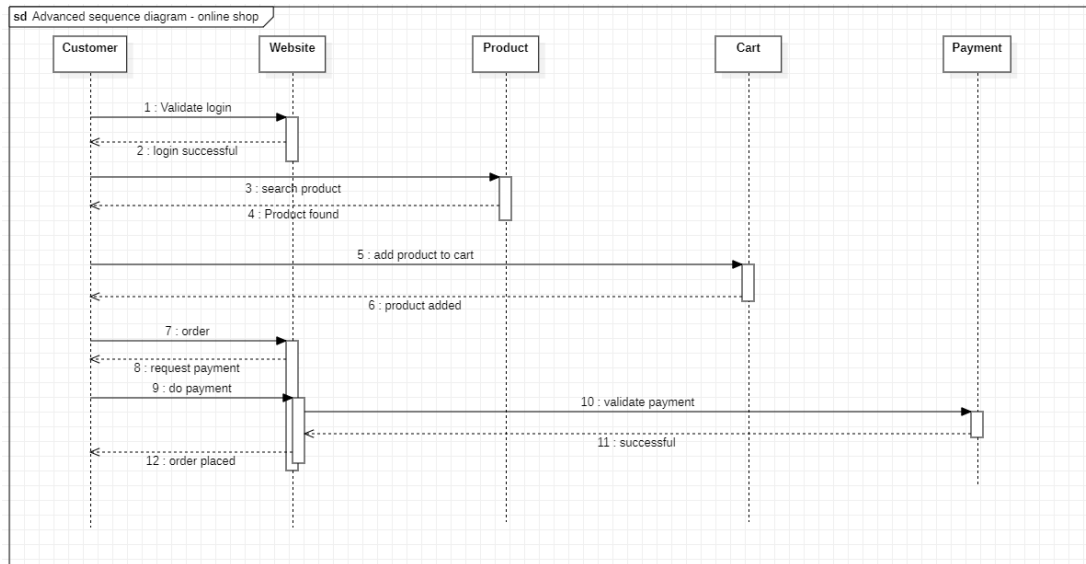 sd Advanced sequence diagram - online shop
Customer
Website
Product
Cart
Payment
1 : Validate login
2 : login successful
3 : search product
4 : Product found
5 : add product to cart
6 : product added
7 : order
8 : request payment
9 : do payment
10 : validate payment
11 : successful
12 : order placed